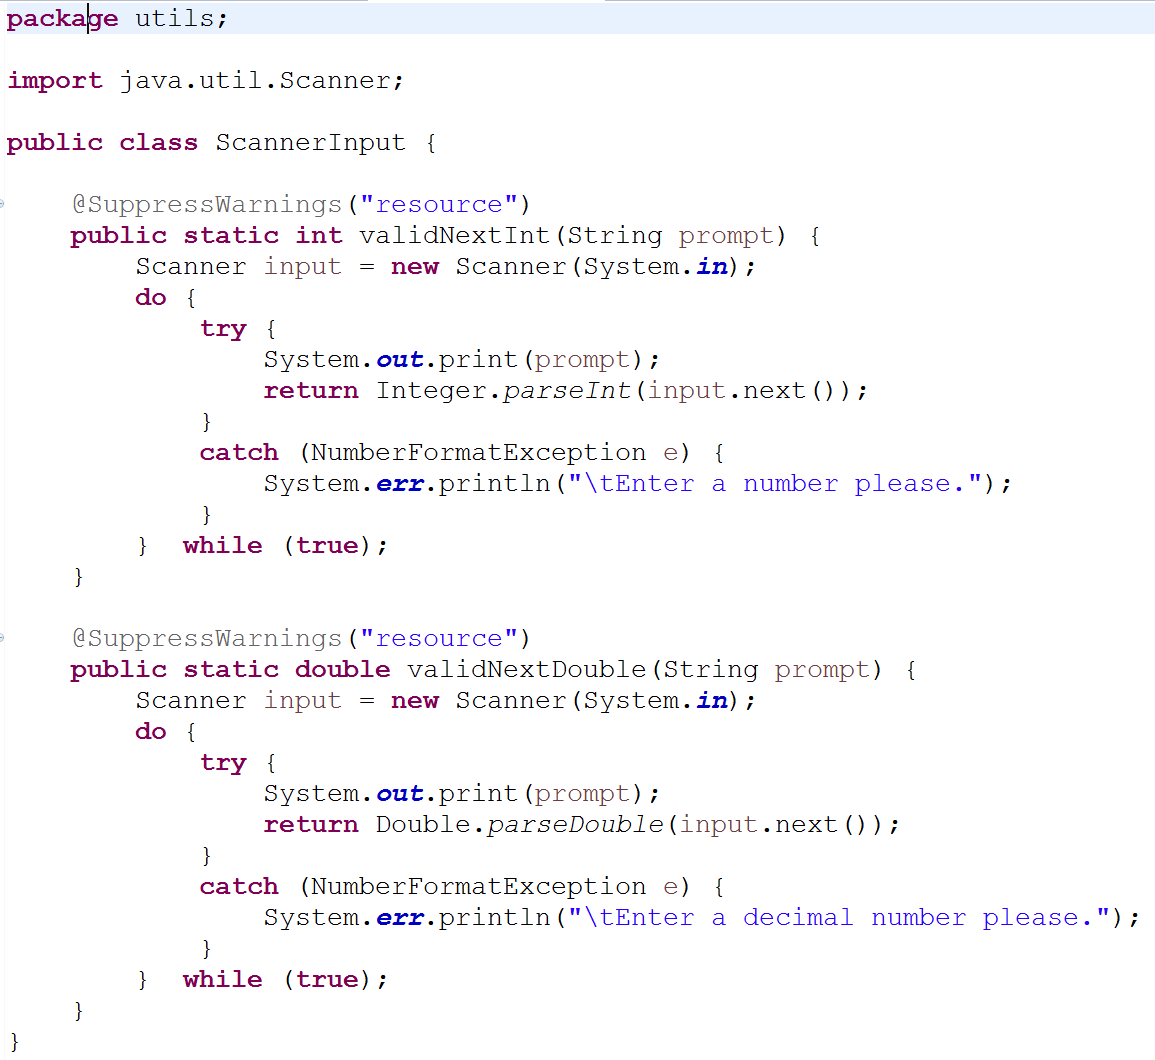 package utils;
import java.util.Scanner;
public class ScannerInput {
@SuppressWarnings("resource")
public static int validNextInt(String prompt) {
Scanner input = new Scanner(System.in);
do {
try {
System.out.print(prompt);
return Integer.parseInt(input.next());
}
catch (NumberFormatException e) {
System.err.println("\tEnter a number please.");
}
} while (true);
}
@SuppressWarnings("resource")
public static double validNextDouble(String prompt) {
Scanner input = new Scanner(System.in);
do {
try {
System.out.print(prompt);
return Double.parseDouble(input.next());
}
catch (NumberFormatException e) {
System.err.println("\tEnter a decimal number please.");
}
} while (true);
}
}